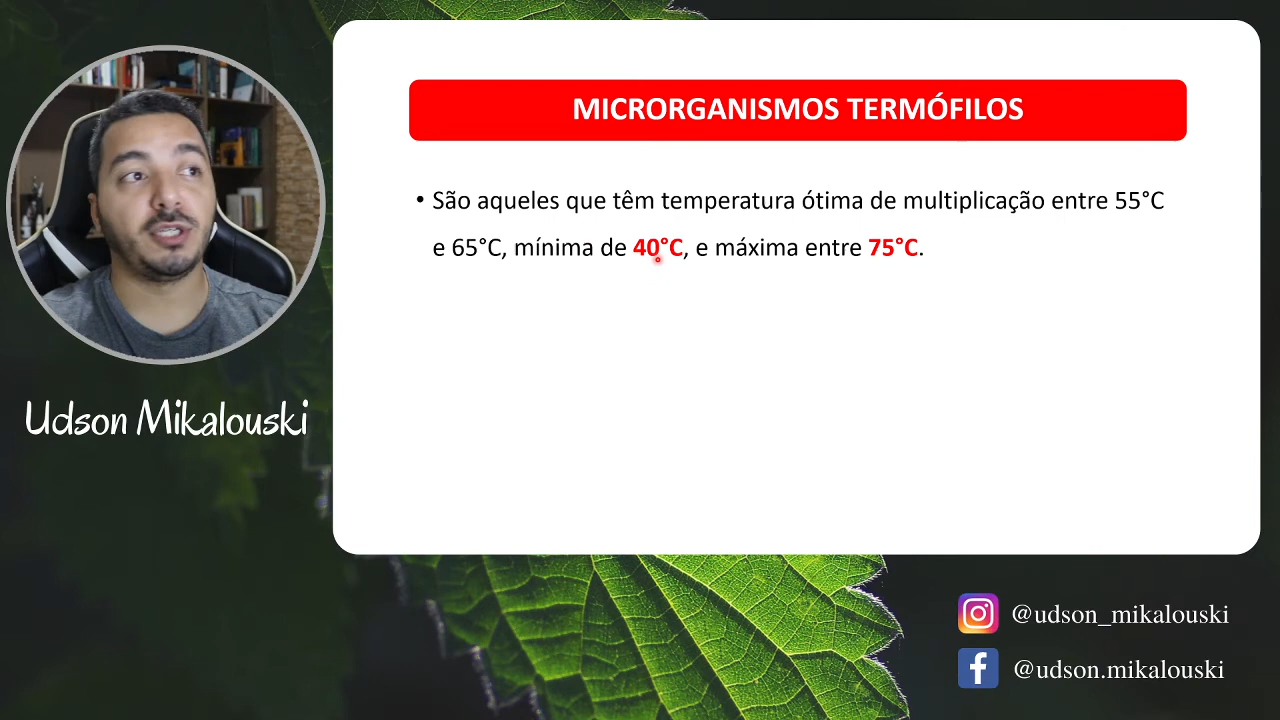 MICRORGANISMOS TERMÓFILOS
• São aqueles que têm temperatura ótima de multiplicação entre 55°C
e 65°C, mínima de 40°C, e máxima entre 75°C.
Udson Mikalouski
@udson_mikalouski
@udson.mikalouski